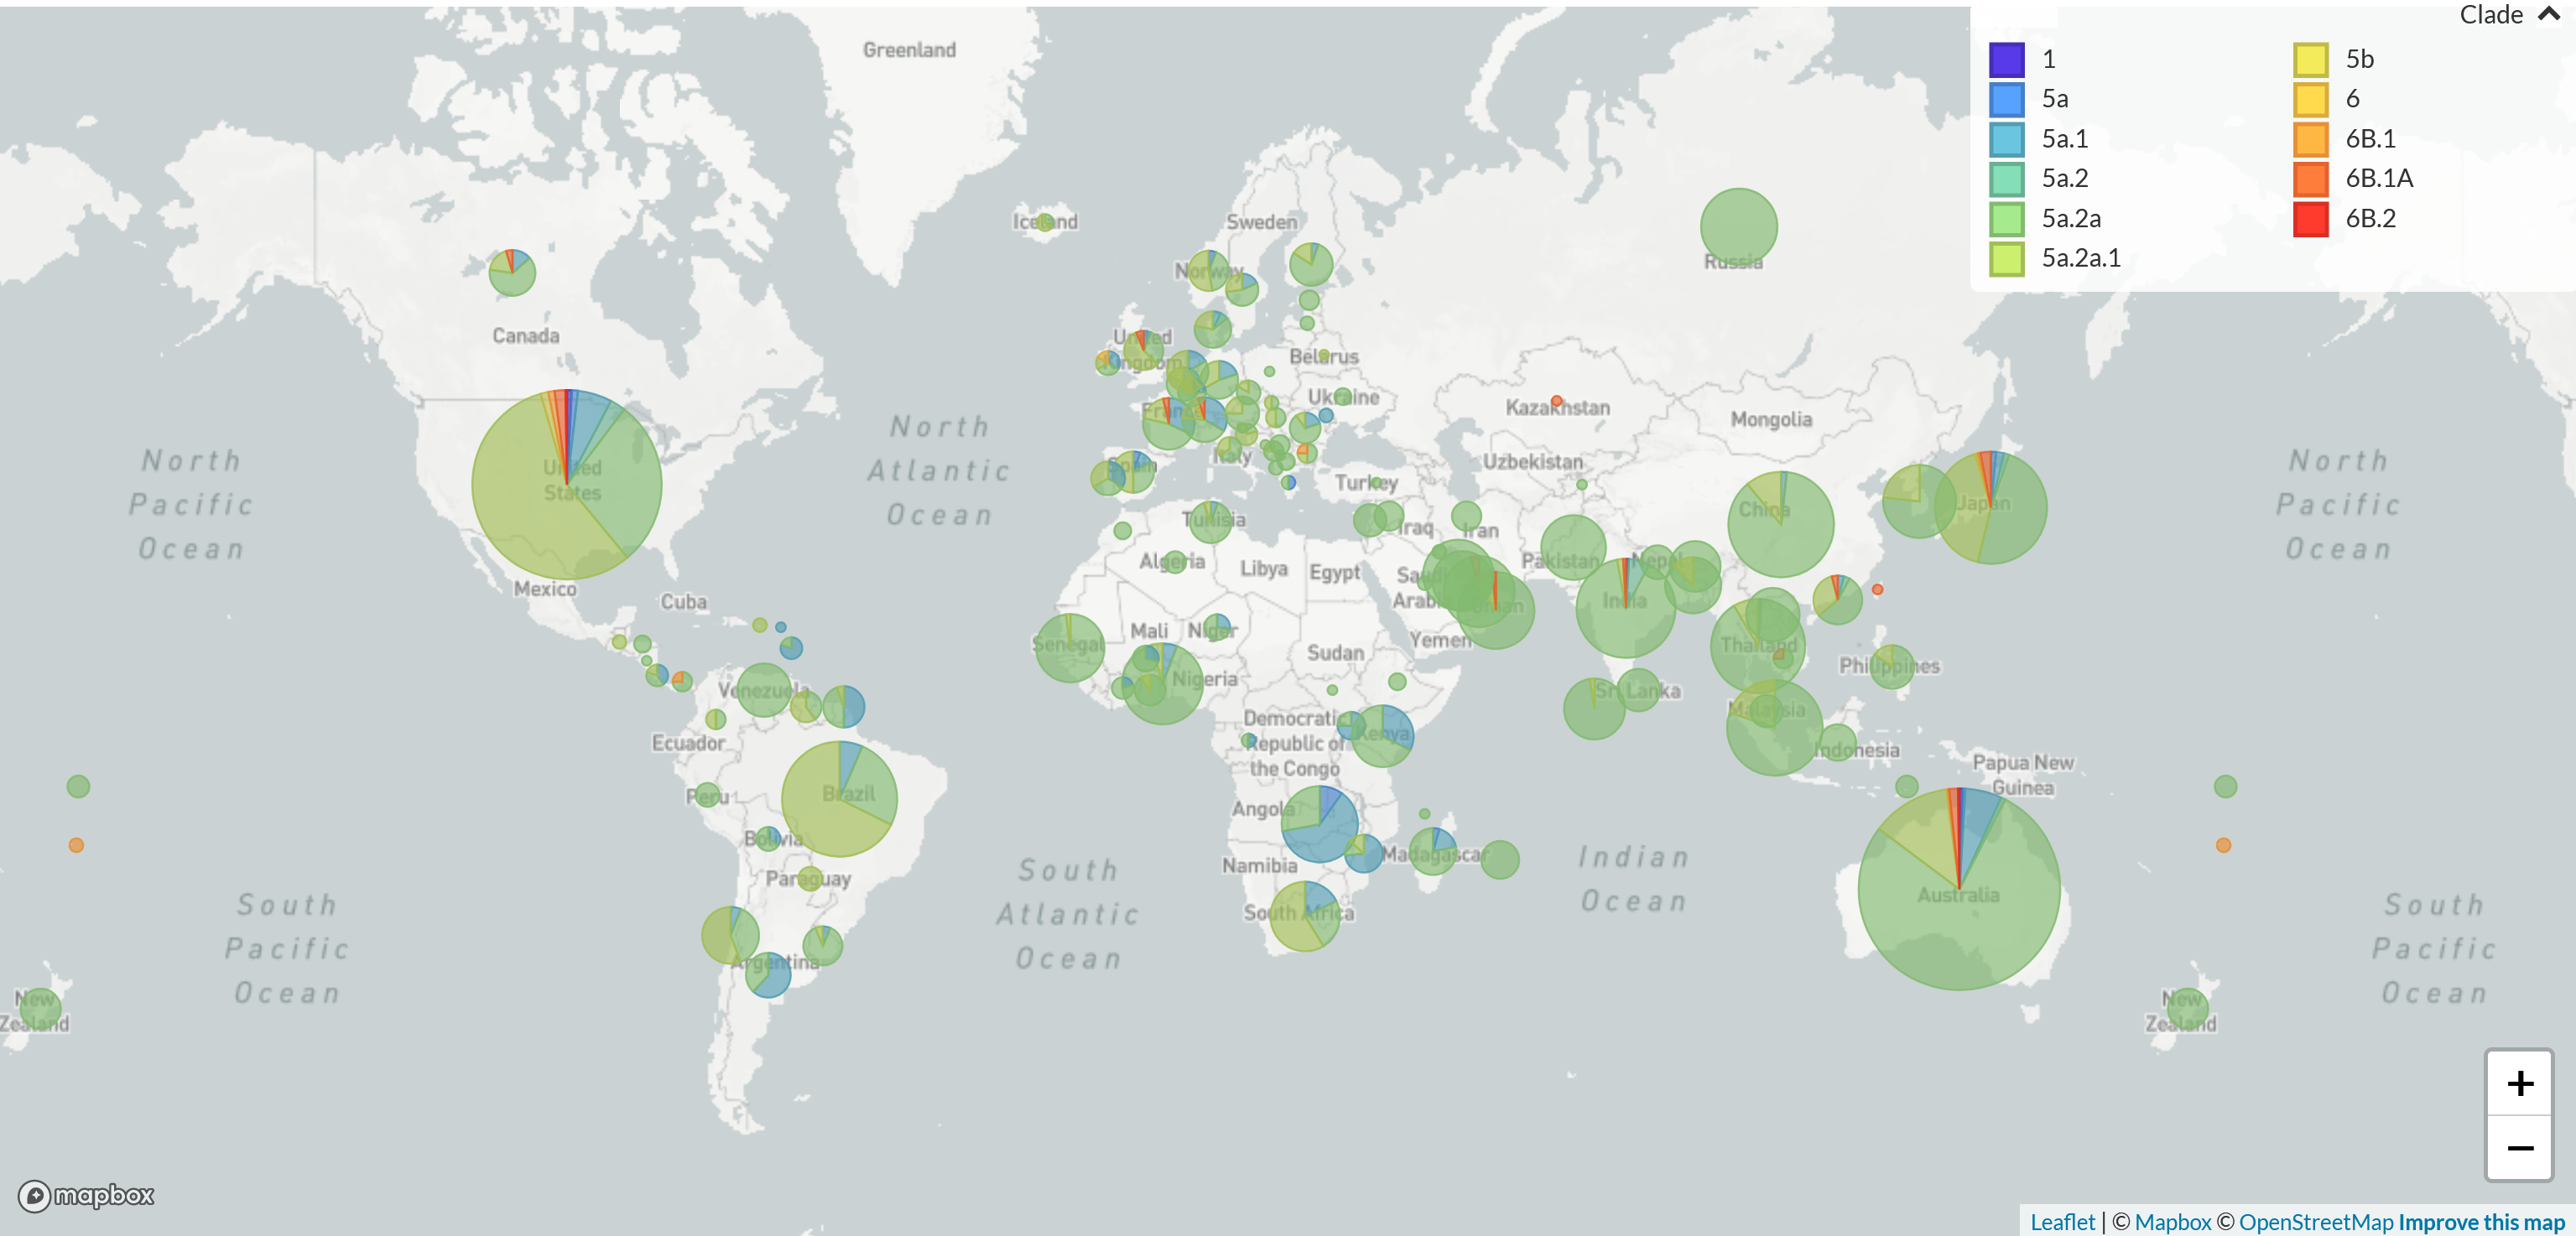 Clade
1
5a
5a.1
5a.2
5a.2a
5a.2a.1
5b
6
6B.1
6B.1A
6B.2
Greenland
Iceland
Sweden
Norway
Russia
Canada
United
Kingdom
Belarus
Ukraine
France
Kazakhstan
Mongolia
North
Pacific
Ocean
United
States
North
Atlantic
Ocean
Spain
Italy
Turkey
Uzbekistan
China
Japan
North
Pacific
Ocean
Tunisia
Iraq
Iran
Algeria
Libya
Egypt
Saudi
Arabia
Pakistan
Nepal
Oman
India
Mexico
Cuba
Senegal
Mali
Niger
Sudan
Yemen
Thailand
Philippines
Venezuela
Nigeria
Sri Lanka
Malaysia
Ecuador
Democratic
Republic of
the Congo
Kenya
Indonesia
Papua New
Guinea
Peru
Brazil
Angola
Bolivia
Namibia
Madagascar
Indian
Ocean
Paraguay
South
Atlantic
Ocean
South Africa
Australia
South
Pacific
Ocean
Argentina
South
Pacific
Ocean
New
Zealand
New
Zealand
+
−
mapbox
Leaflet | © Mapbox © OpenStreetMap Improve this map